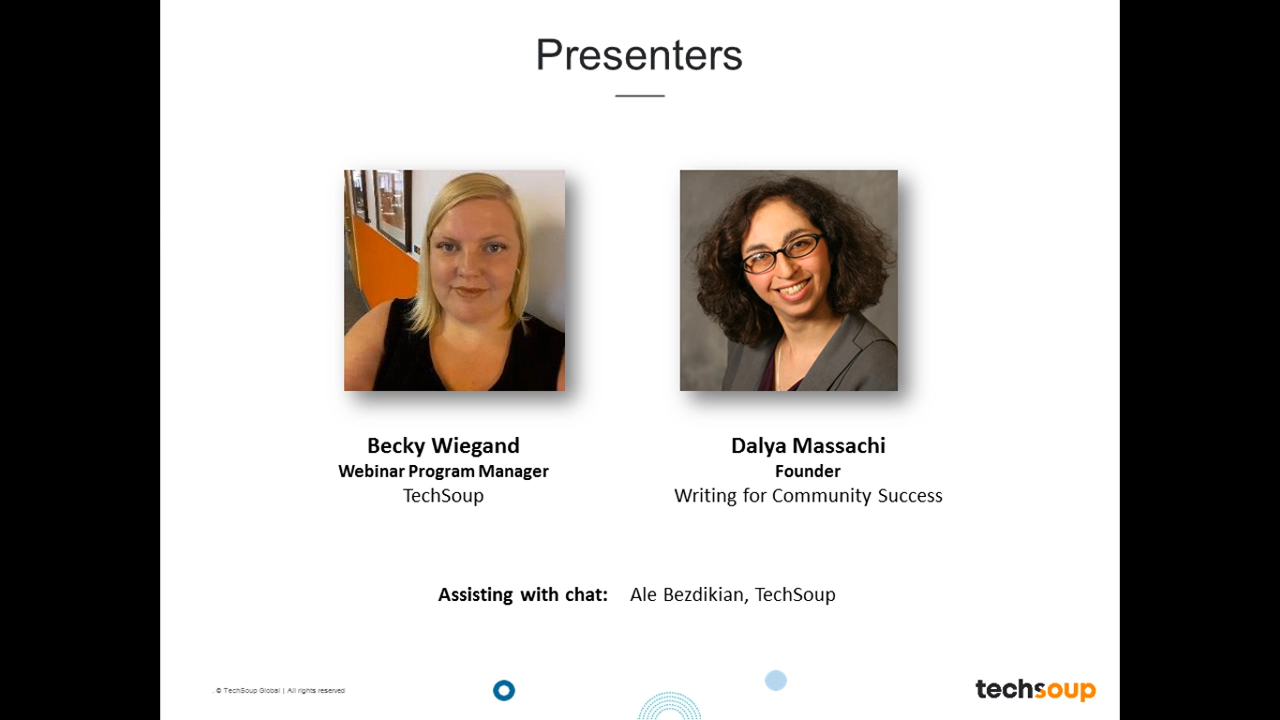 Presenters
Becky Wiegand
Webinar Program Manager
TechSoup
Dalya Massachi
Founder
Writing for Community Success
Assisting with chat: Ale Bezdikian, TechSoup
. © TechSoup Global | All rights reserved
techsoup